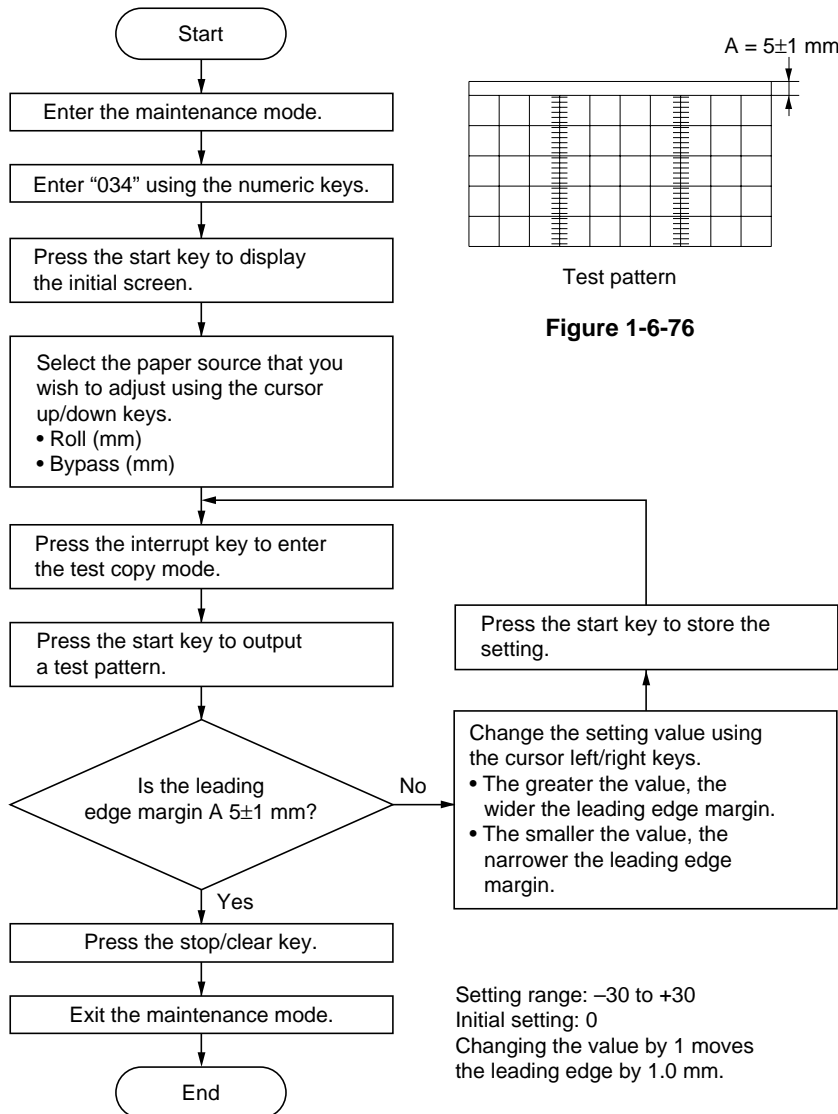 Start
Enter the maintenance mode.
Enter “034” using the numeric keys.
Press the start key to display
the initial screen.
Select the paper source that you
wish to adjust using the cursor
up/down keys.
• Roll (mm)
• Bypass (mm)
Press the interrupt key to enter
the test copy mode.
Press the start key to output
a test pattern.
Is the leading
edge margin A 5±1 mm?
No
Yes
Press the stop/clear key.
Exit the maintenance mode.
End
A = 5±1 mm
Test pattern
Figure 1-6-76
Press the start key to store the
setting.
Change the setting value using
the cursor left/right keys.
• The greater the value, the
wider the leading edge margin.
• The smaller the value, the
narrower the leading edge
margin.
Setting range: –30 to +30
Initial setting: 0
Changing the value by 1 moves
the leading edge by 1.0 mm.